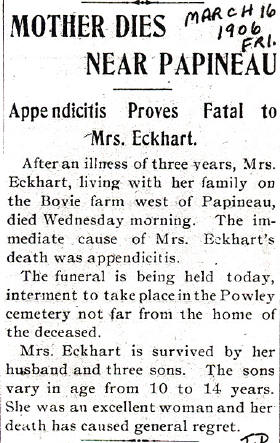 MARCH 16
1906
FRI.
MOTHER DIES
NEAR PAPINEAU
Appendicitis Proves Fatal to
Mrs. Eckhart.
After an illness of three years, Mrs.
Eckhart, living with her family on
the Bovie farm west of Papineau,
died Wednesday morning. The im-
mediate cause of Mrs. Eckhart's
death was appendicitis.
The funeral is being held today,
interment to take place in the Powley
cemetery not far from the home of
the deceased.
Mrs. Eckhart is survived by her
husband and three sons. The sons
vary in age from 10 to 14 years.
She was an excellent woman and her
death has caused general regret.